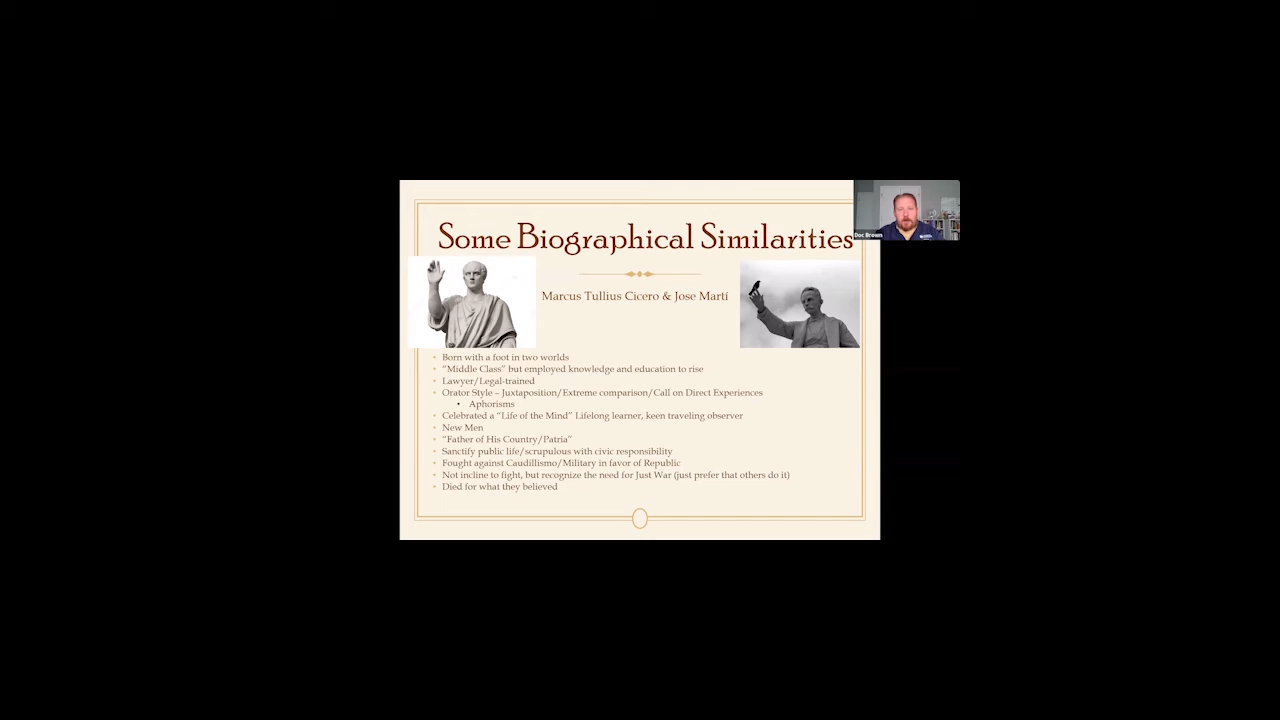 Some Biographical Similarities
Doc Brown
Marcus Tullius Cicero & Jose Martí
• Born with a foot in two worlds
• “Middle Class” but employed knowledge and education to rise
• Lawyer/Legal-trained
• Orator Style – Juxtaposition/Extreme comparison/Call on Direct Experiences
• Aphorisms
• Celebrated a “Life of the Mind” Lifelong learner, keen traveling observer
• New Men
• “Father of His Country/Patria”
• Sanctify public life/scrupulous with civic responsibility
• Fought against Caudillismo/Military in favor of Republic
• Not incline to fight, but recognize the need for Just War (just prefer that others do it)
• Died for what they believed